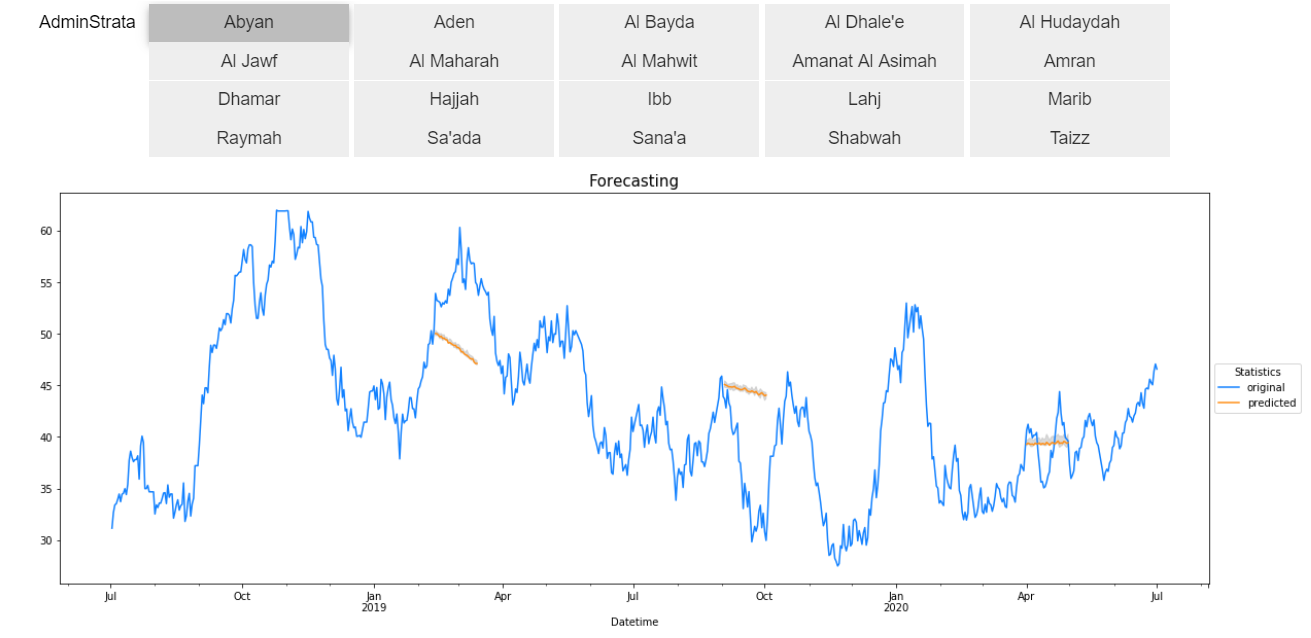 AdminStrata Abyan Aden Al Bayda Al Dhale'e Al Hudaydah
Al Jawf Al Maharah Al Mahwit Amanat Al Asimah Amran
Dhamar Hajjah Ibb Lahj Marib
Raymah Sa'ada Sana'a Shabwah Taizz
Forecasting
60
55
50
45
40
35
30
Statistics
original
predicted
Jul Oct Jan Apr Jul Oct Jan Apr Jul
2019 2020
Datetime